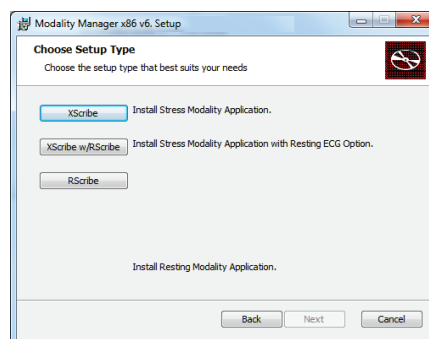 Modality Manager x86 v6. Setup
Choose Setup Type
Choose the setup type that best suits your needs
XScribe Install Stress Modality Application.
XScribe w/RScribe Install Stress Modality Application with Resting ECG Option.
RScribe
Install Resting Modality Application.
Back Next Cancel